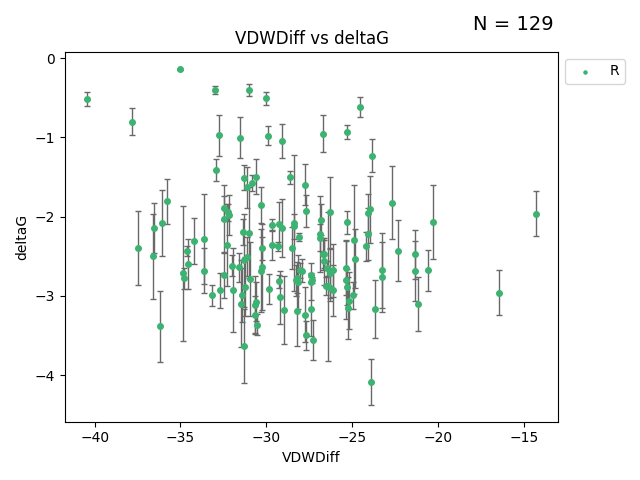 N = 129
VDWDiff vs deltaG
R
0
−1
−2
−3
−4
deltaG
−40 −35 −30 −25 −20 −15
VDWDiff